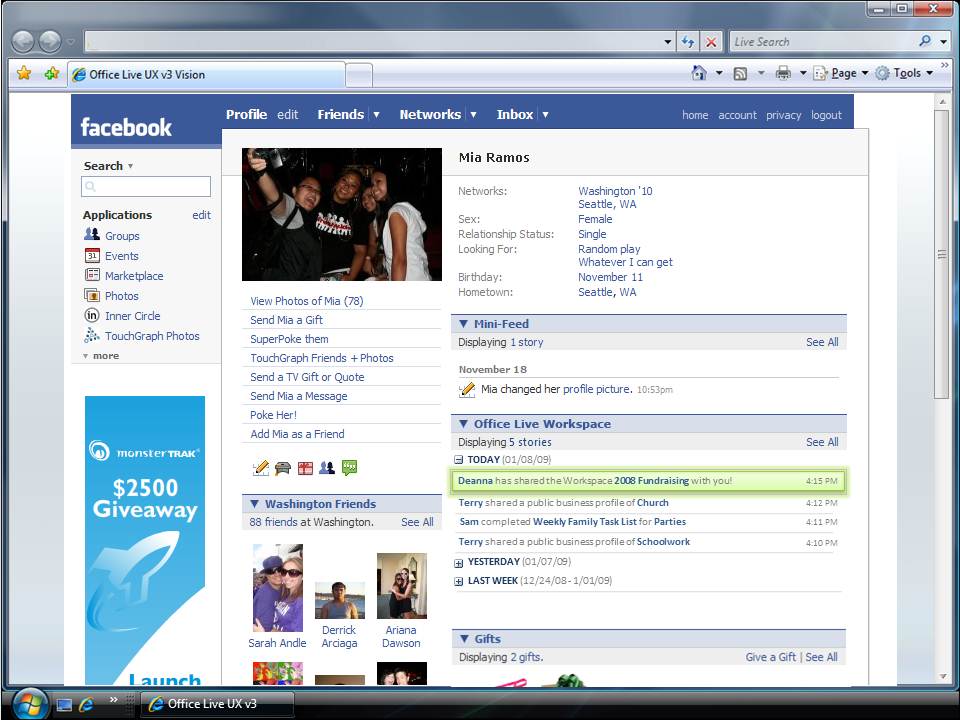 Live Search
Office Live UX v3 Vision
Page
Tools
facebook
Profile edit Friends Networks Inbox home account privacy logout
Search
Applications edit
Groups
31 Events
Marketplace
Photos
in Inner Circle
TouchGraph Photos
more
monsterTRAK
$2500
Giveaway
Launch
View Photos of Mia (78)
Send Mia a Gift
SuperPoke them
TouchGraph Friends + Photos
Send a TV Gift or Quote
Send Mia a Message
Poke Her!
Add Mia as a Friend
Washington Friends
88 friends at Washington. See All
Sarah Andle
Derrick
Arciaga
Ariana
Dawson
Mia Ramos
Networks: Washington '10
Seattle, WA
Sex: Female
Relationship Status: Single
Looking For: Random play
Whatever I can get
Birthday: November 11
Hometown: Seattle, WA
Mini-Feed
Displaying 1 story See All
November 18
Mia changed her profile picture. 10:53pm
Office Live Workspace
Displaying 5 stories See All
TODAY (01/08/09)
Deanna has shared the Workspace 2008 Fundraising with you! 4:15 PM
Terry shared a public business profile of Church 4:12 PM
Sam completed Weekly Family Task List for Parties 4:11 PM
Terry shared a public business profile of Schoolwork 4:10 PM
YESTERDAY (01/07/09)
LAST WEEK (12/24/08-1/01/09)
Gifts
Displaying 2 gifts. Give a Gift | See All
Office Live UX v3